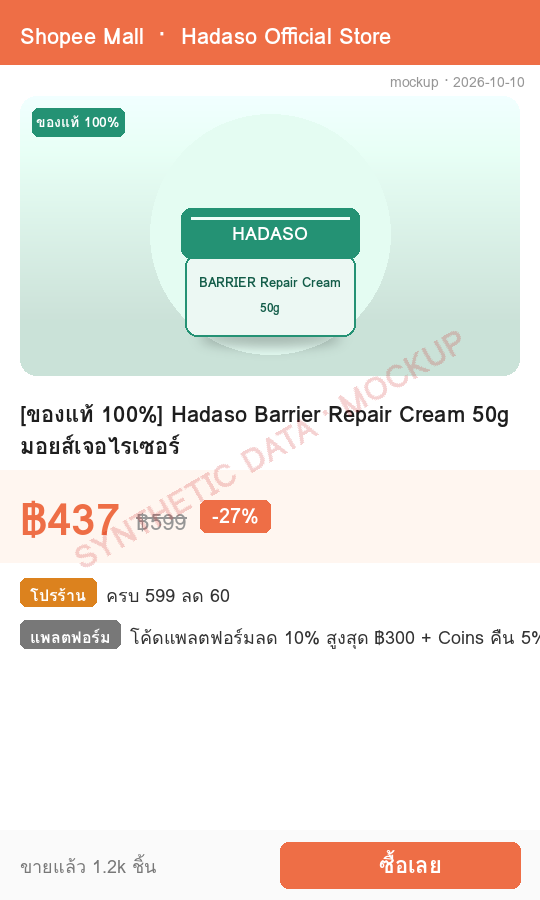 Shopee Mall · Hadaso Official Store
mockup · 2026-10-10
ของแท้ 100%
HADASO
BARRIER Repair Cream
50g
[ของแท้ 100%] Hadaso Barrier Repair Cream 50g
มอยส์เจอไรเซอร์
฿437 ฿599 -27%
SYNTHETIC DATA · MOCKUP
โปรร้าน ครบ 599 ลด 60
แพลตฟอร์ม โค้ดแพลตฟอร์มลด 10% สูงสุด ฿300 + Coins คืน 5%
ขายแล้ว 1.2k ชิ้น ซื้อเลย